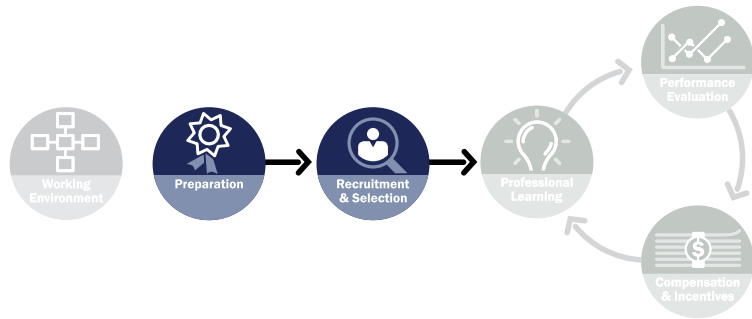 Working
Environment
Preparation
Recruitment
& Selection
Professional
Learning
Performance
Evaluation
$
Compensation
& Incentives